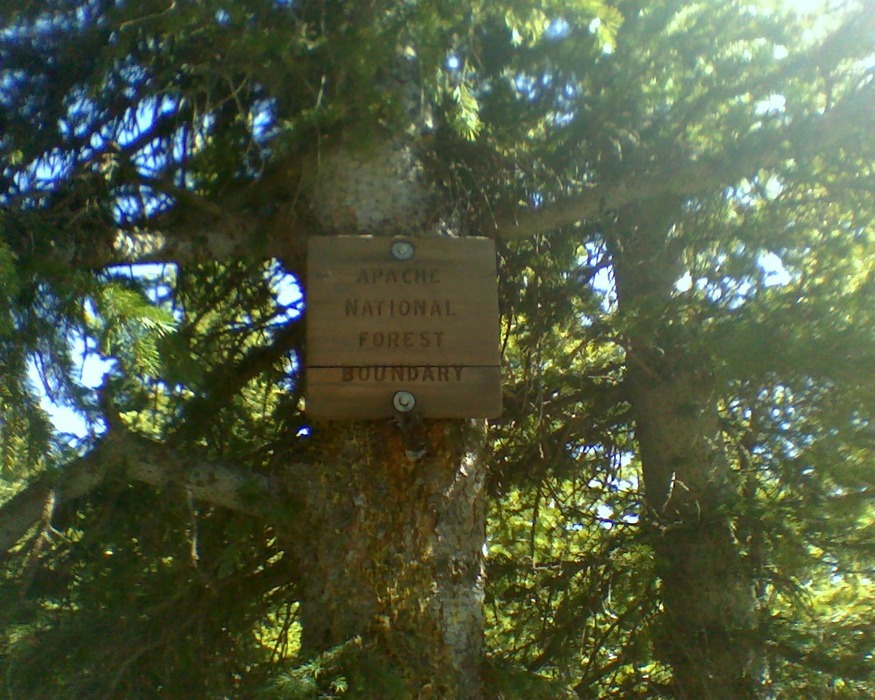 APACHE
NATIONAL
FOREST
BOUNDARY